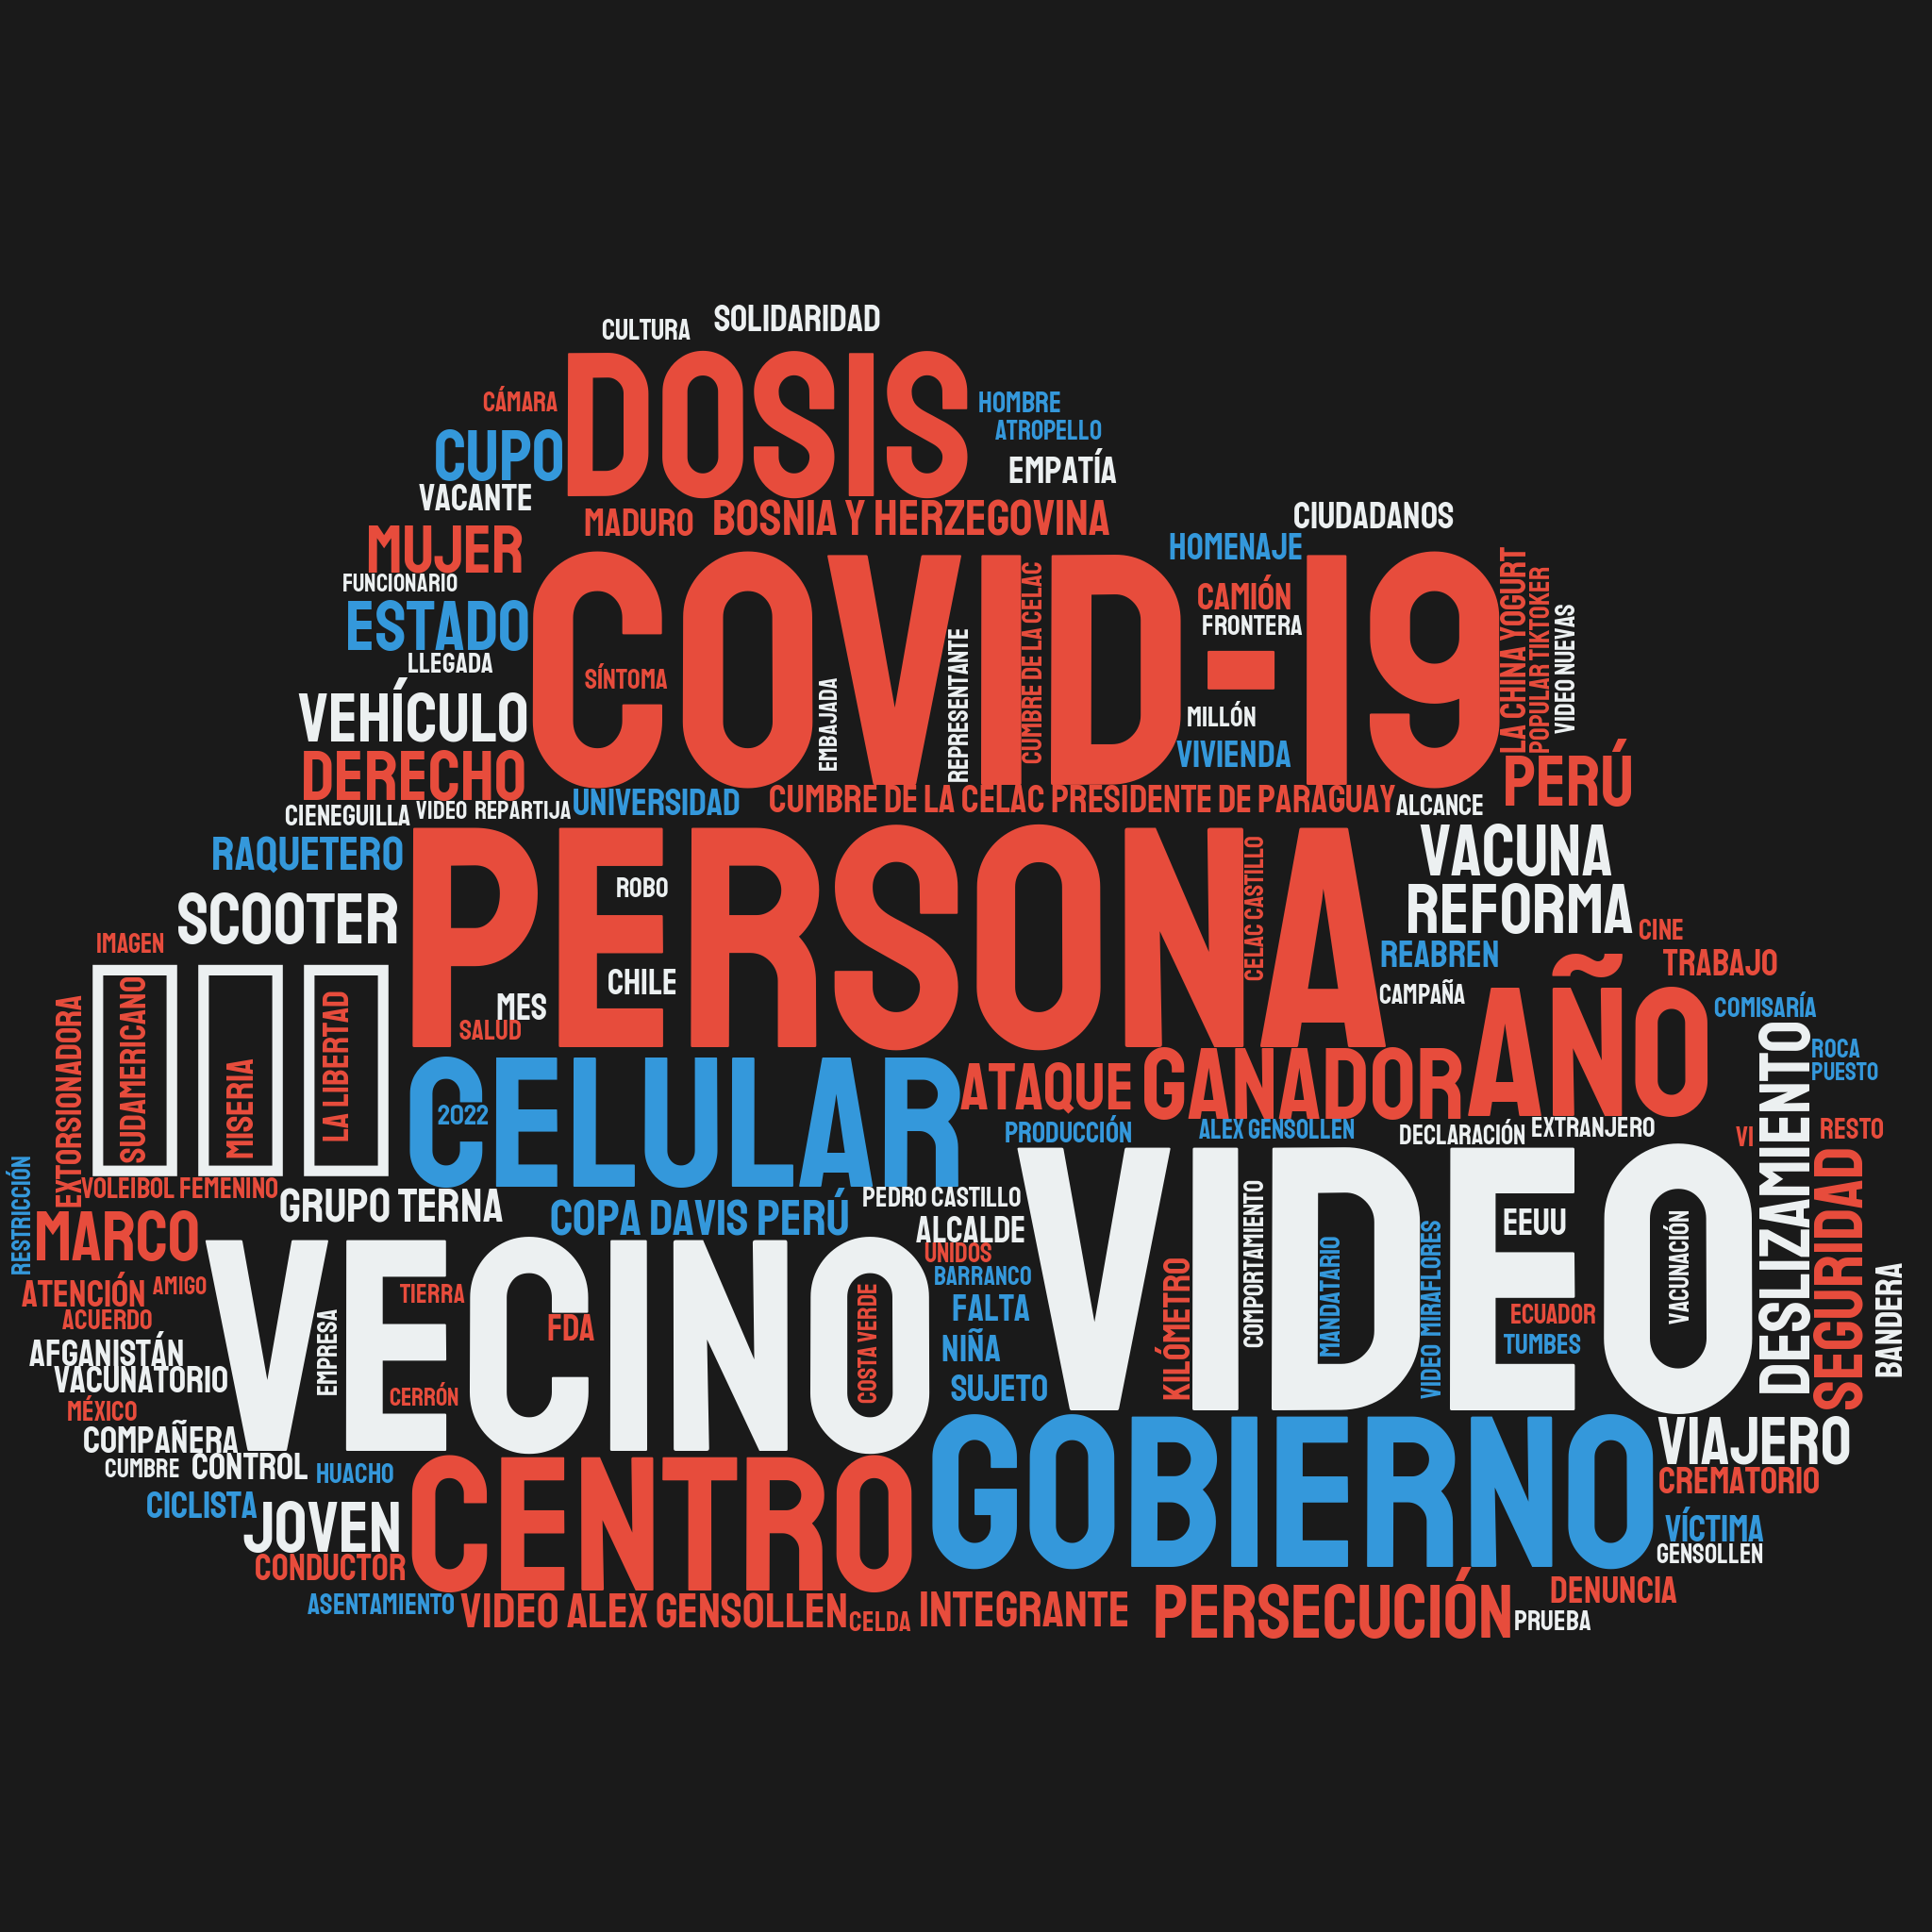 SOLIDARIDAD
CULTURA
DOSIS
CÁMARA
HOMBRE
ATROPELLO
CUPO
EMPATÍA
VACANTE
MADURO
BOSNIA Y HERZEGOVINA
CIUDADANOS
MUJER
HOMENAJE
FUNCIONARIO
COVID-19
CAMIÓN
FRONTERA
ESTADO
LLEGADA
SÍNTOMA
EMBAJADA
REPRESENTANTE
CUMBRE DE LA CELAC
LA CHINA YOGURT
POPULAR TIKTOKER
VIDEO NUEVAS
MILLÓN
VIVIENDA
VEHÍCULO
DERECHO
PERÚ
CIENEGUILLA
VIDEO REPARTIJA
UNIVERSIDAD
CUMBRE DE LA CELAC PRESIDENTE DE PARAGUAY
ALCANCE
RAQUETERO
PERSONA
VACUNA
ROBO
CELAC CASTILLO
SCOOTER
REFORMA
IMAGEN
CINE
REABREN
TRABAJO
CHILE
MES
SALUD
CAMPAÑA
AÑO
COMISARÍA
EXTORSIONADORA
SUDAMERICANO
MISERIA
LA LIBERTAD
CELULAR
2022
ATAQUE
GANADOR
DESLIZAMIENTO
ROCA
PUESTO
PRODUCCIÓN
ALEX GENSOLLEN
DECLARACIÓN
EXTRANJERO
VI
RESTO
VOLEIBOL FEMENINO
GRUPO TERNA
COPA DAVIS PERÚ
PEDRO CASTILLO
VIDEO
RESTRICCIÓN
MARCO
ALCALDE
UNIDOS
EEUU
VACUNACIÓN
SEGURIDAD
BANDERA
VECINO
BARRANCO
KILÓMETRO
COMPORTAMIENTO
MANDATARIO
VIDEO MIRAFLORES
ATENCIÓN
AMIGO
TIERRA
COSTA VERDE
FALTA
ECUADOR
ACUERDO
FDA
EMPRESA
NIÑA
TUMBES
AFGANISTÁN
VACUNATORIO
CERRÓN
SUJETO
MÉXICO
COMPAÑERA
GOBIERNO
VIAJERO
CUMBRE
CONTROL
HUACHO
CENTRO
CREMATORIO
CICLISTA
JOVEN
VÍCTIMA
GENSOLLEN
CONDUCTOR
ASENTAMIENTO
VIDEO ALEX GENSOLLEN
CELDA
INTEGRANTE
PERSECUCIÓN
DENUNCIA
PRUEBA